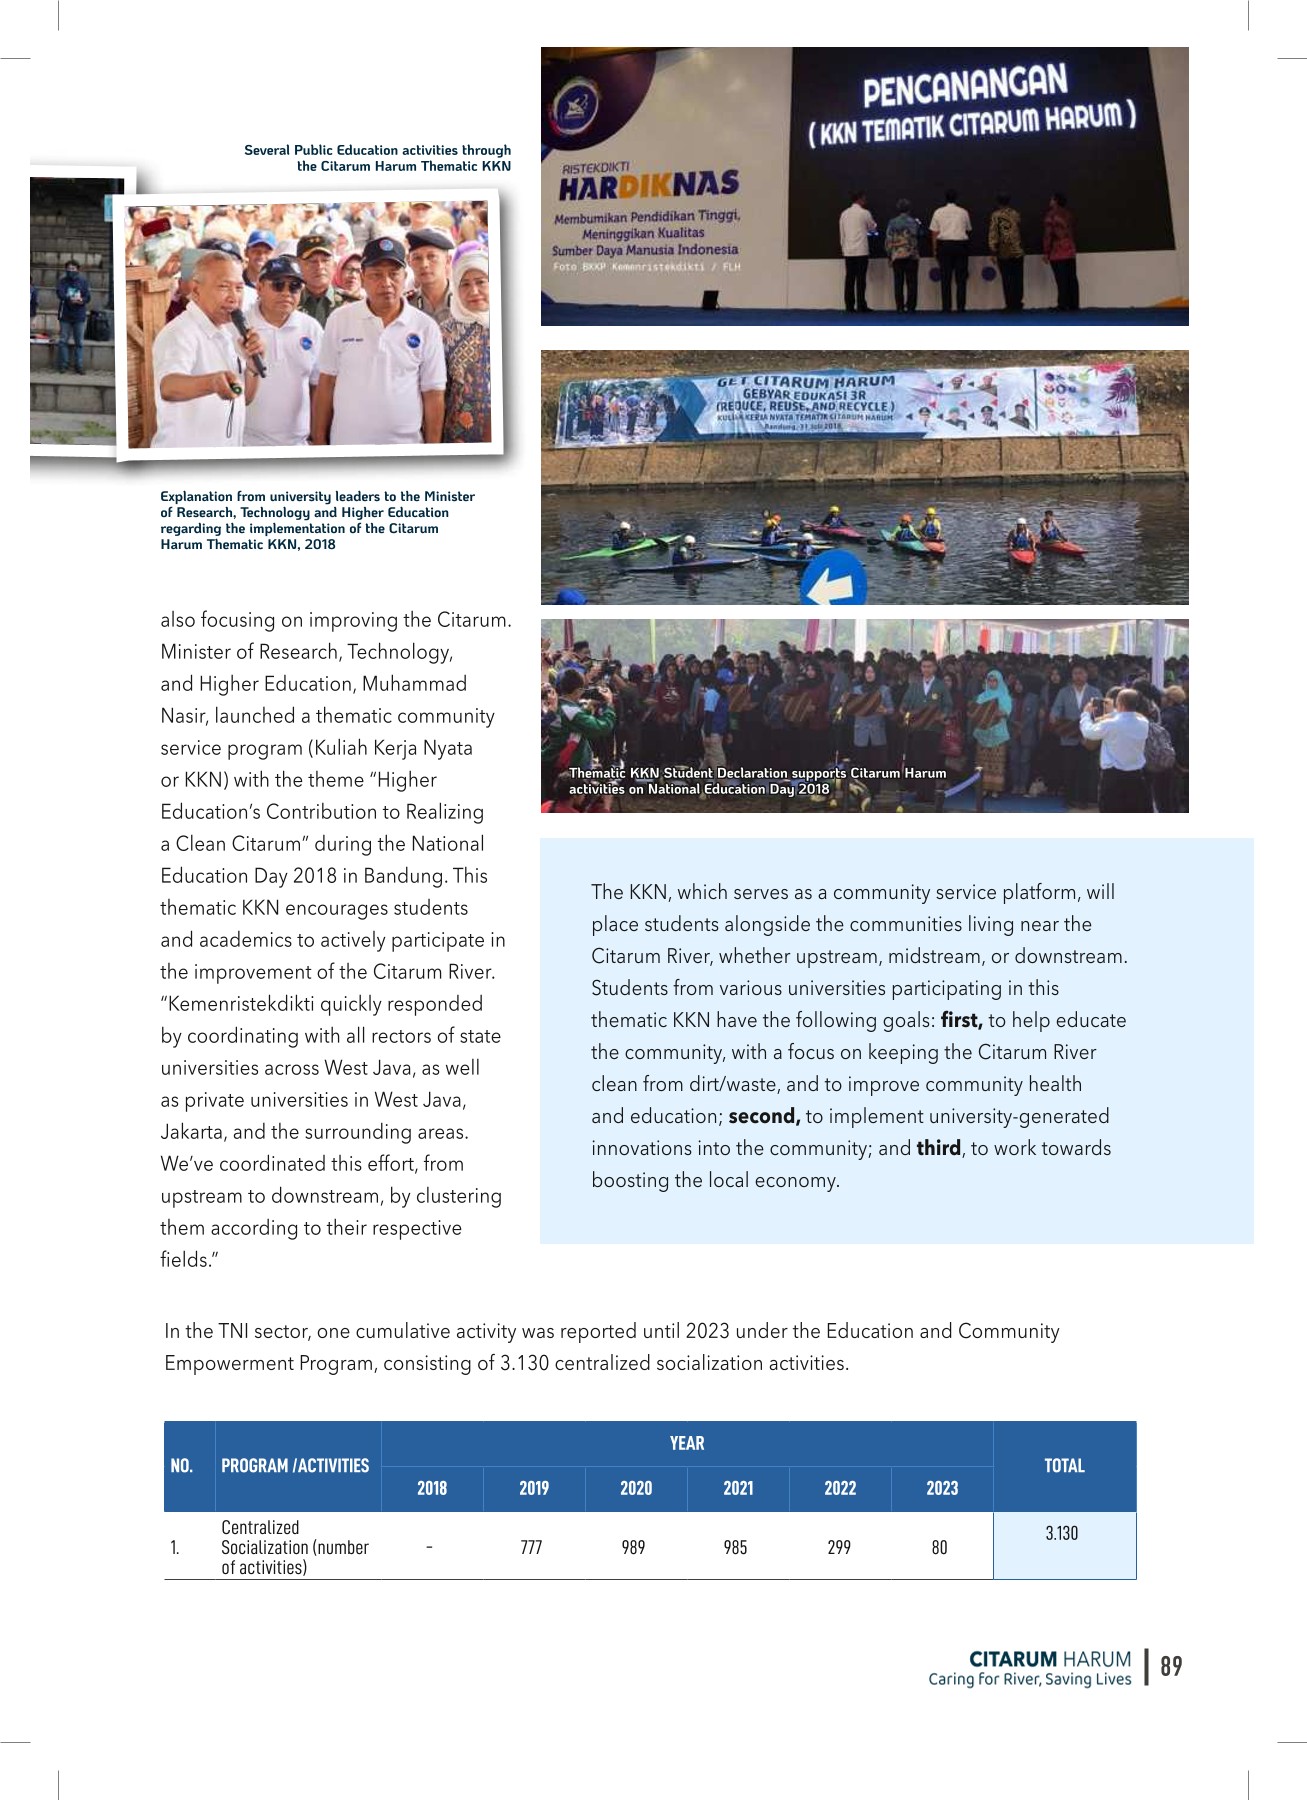 Several Public Education activities through
the Citarum Harum Thematic KKN
PENCANANGAN
( KKN TEMATIK CITARUM HARUM )
RISTEKDIKTI
HARDIKNAS
Membumikan Pendidikan Tinggi,
Meninggikan Kualitas
Sumber Daya Manusia Indonesia
Foto BKKP Kemenristekdikti / FLH
GET CITARUM HARUM
GEBYAR EDUKASI 3R
(REDUCE, REUSE, AND RECYCLE )
KULIAH KERJA NYATA TEMATIK CITARUM HARUM
Bandung, 31 Juli 2018
Thematic KKN Student Declaration supports Citarum Harum
activities on National Education Day 2018
Explanation from university leaders to the Minister
of Research, Technology and Higher Education
regarding the implementation of the Citarum
Harum Thematic KKN, 2018
also focusing on improving the Citarum.
Minister of Research, Technology,
and Higher Education, Muhammad
Nasir, launched a thematic community
service program (Kuliah Kerja Nyata
or KKN) with the theme “Higher
Education’s Contribution to Realizing
a Clean Citarum” during the National
Education Day 2018 in Bandung. This
thematic KKN encourages students
and academics to actively participate in
the improvement of the Citarum River.
“Kemenristekdikti quickly responded
by coordinating with all rectors of state
universities across West Java, as well
as private universities in West Java,
Jakarta, and the surrounding areas.
We’ve coordinated this effort, from
upstream to downstream, by clustering
them according to their respective
fields.”
The KKN, which serves as a community service platform, will
place students alongside the communities living near the
Citarum River, whether upstream, midstream, or downstream.
Students from various universities participating in this
thematic KKN have the following goals: first, to help educate
the community, with a focus on keeping the Citarum River
clean from dirt/waste, and to improve community health
and education; second, to implement university-generated
innovations into the community; and third, to work towards
boosting the local economy.
In the TNI sector, one cumulative activity was reported until 2023 under the Education and Community
Empowerment Program, consisting of 3.130 centralized socialization activities.
NO. PROGRAM /ACTIVITIES YEAR TOTAL
2018 2019 2020 2021 2022 2023
1. Centralized Socialization (number of activities) – 777 989 985 299 80 3.130
CITARUM HARUM
Caring for River, Saving Lives
89